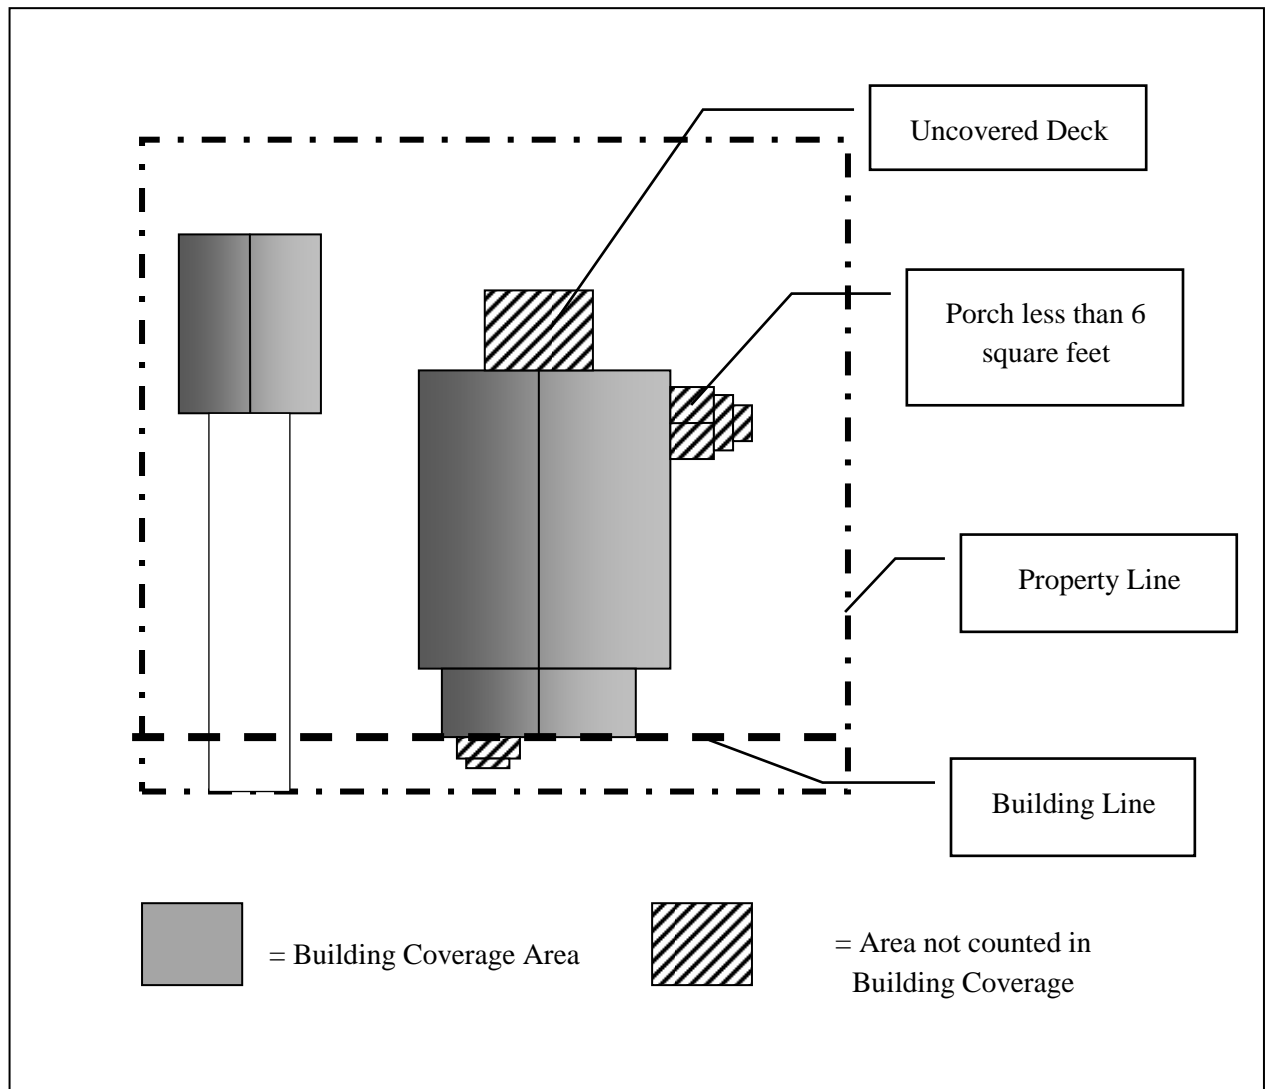 Uncovered Deck
Porch less than 6
square feet
Property Line
Building Line
= Building Coverage Area
= Area not counted in
Building Coverage